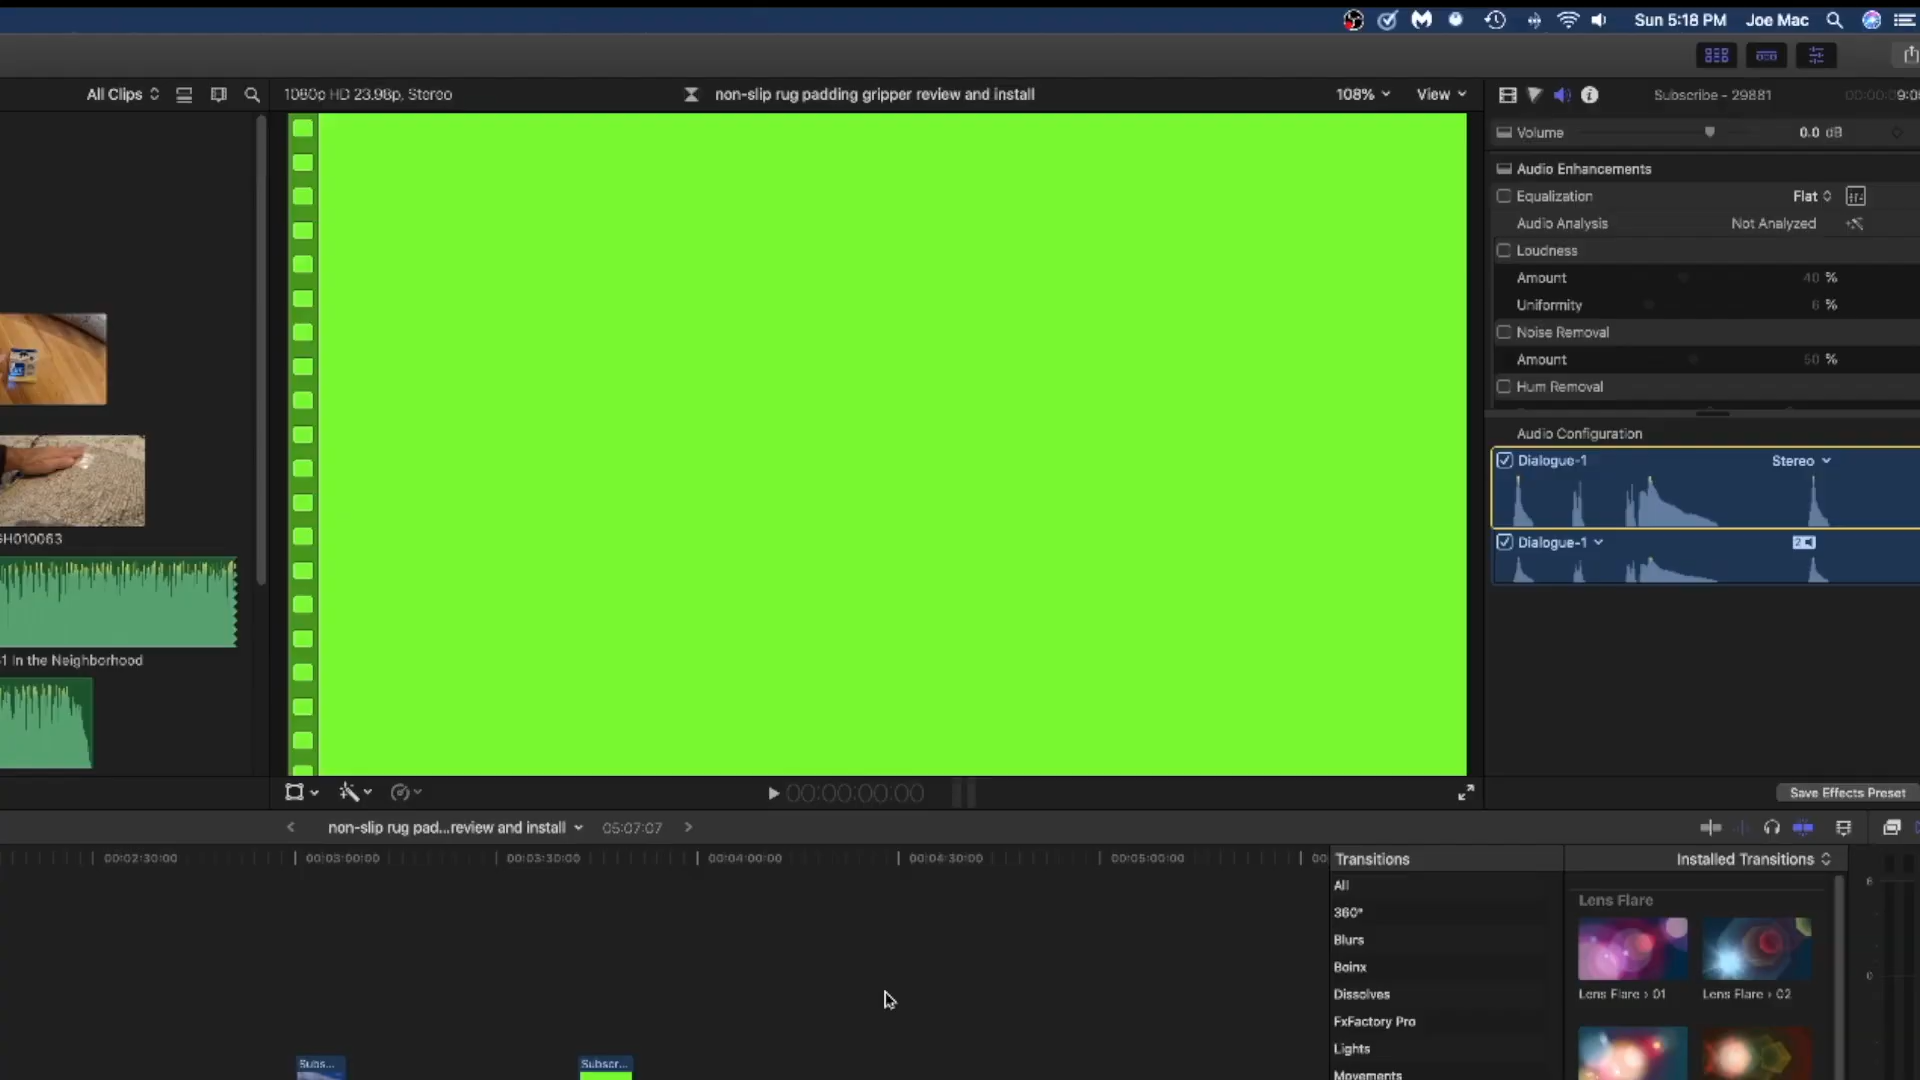 Sun 5:18 PM Joe Mac
All Clips
1080p HD 23.98p, Stereo
non-slip rug padding gripper review and install
108%
View
Subscribe - 29881
Volume
0.0 dB
Audio Enhancements
Equalization
Flat
Audio Analysis
Not Analyzed
Loudness
Amount
40 %
Uniformity
6 %
Noise Removal
Amount
50 %
Hum Removal
Audio Configuration
Dialogue-1
Stereo
Dialogue-1
2
GH010063
1 In the Neighborhood
00:00:00:00
Save Effects Preset
non-slip rug pad...review and install
05:07:07
00:02:30:00
00:03:00:00
00:03:30:00
00:04:00:00
00:04:30:00
00:05:00:00
00
Transitions
Installed Transitions
All
360°
Blurs
Boinx
Dissolves
FxFactory Pro
Lights
Movements
Lens Flare
Lens Flare > 01
Lens Flare > 02
6
0
Subs...
Subscr...